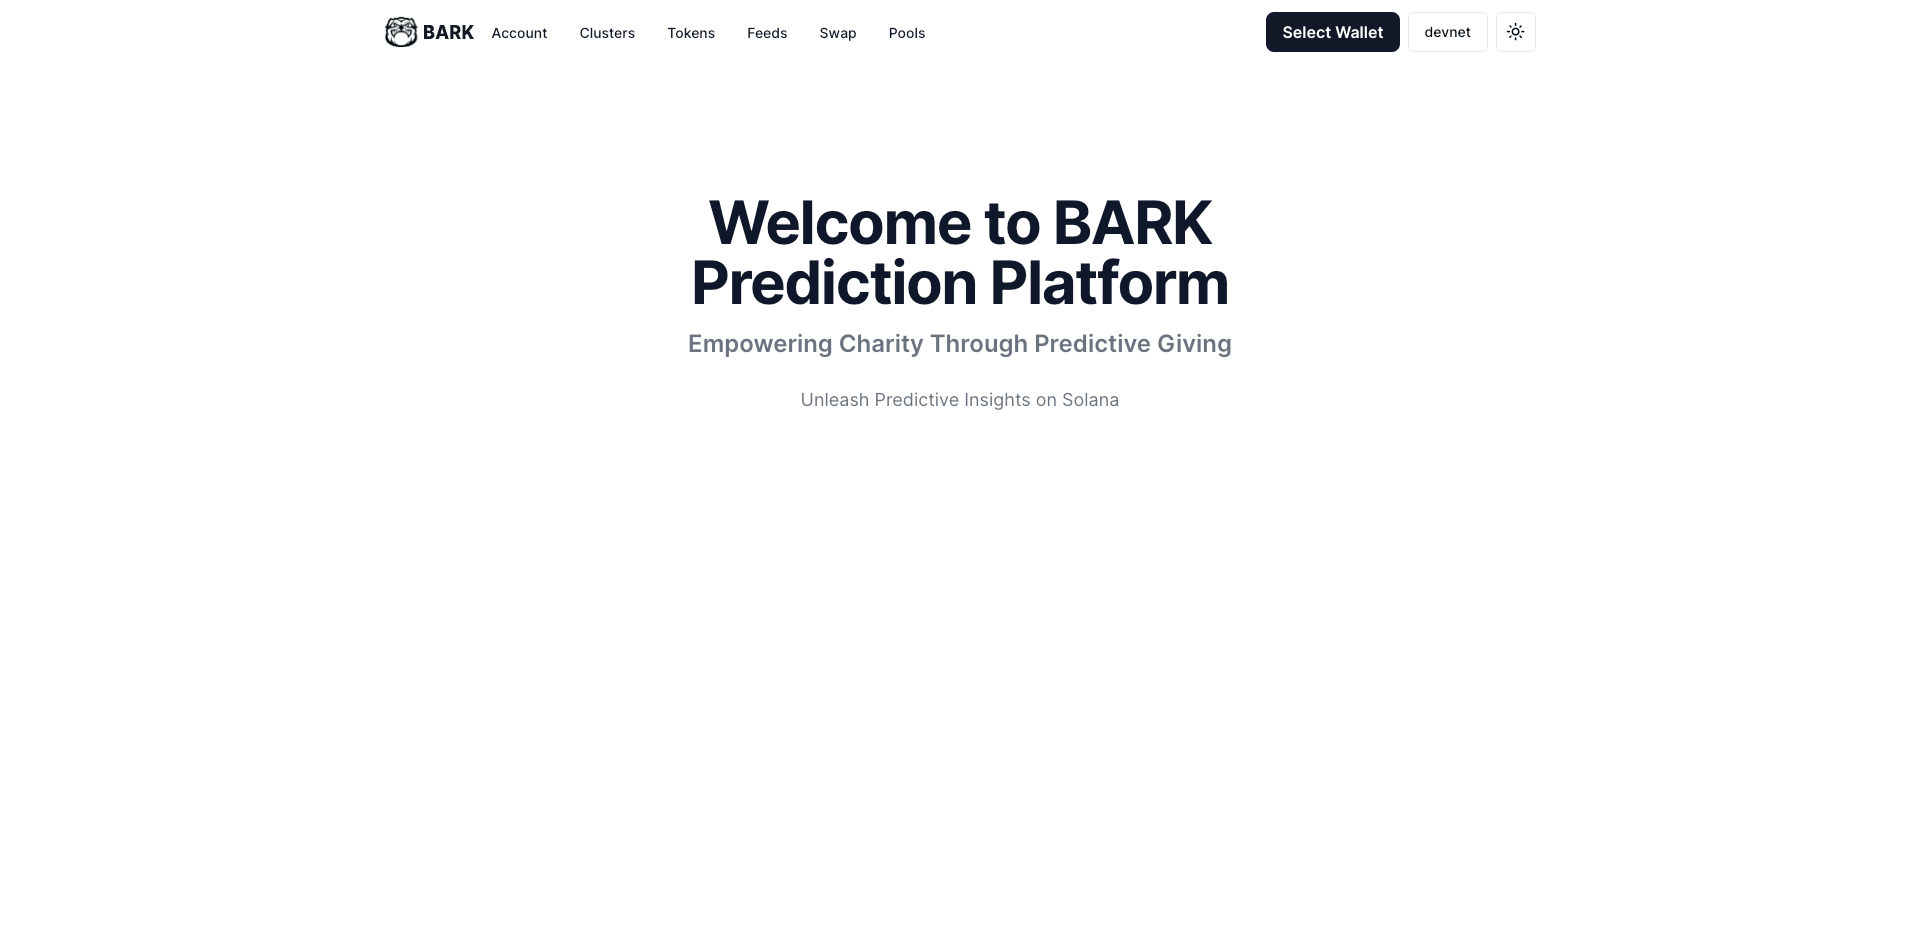 BARK Account Clusters Tokens Feeds Swap Pools Select Wallet devnet
Welcome to BARK
Prediction Platform
Empowering Charity Through Predictive Giving
Unleash Predictive Insights on Solana